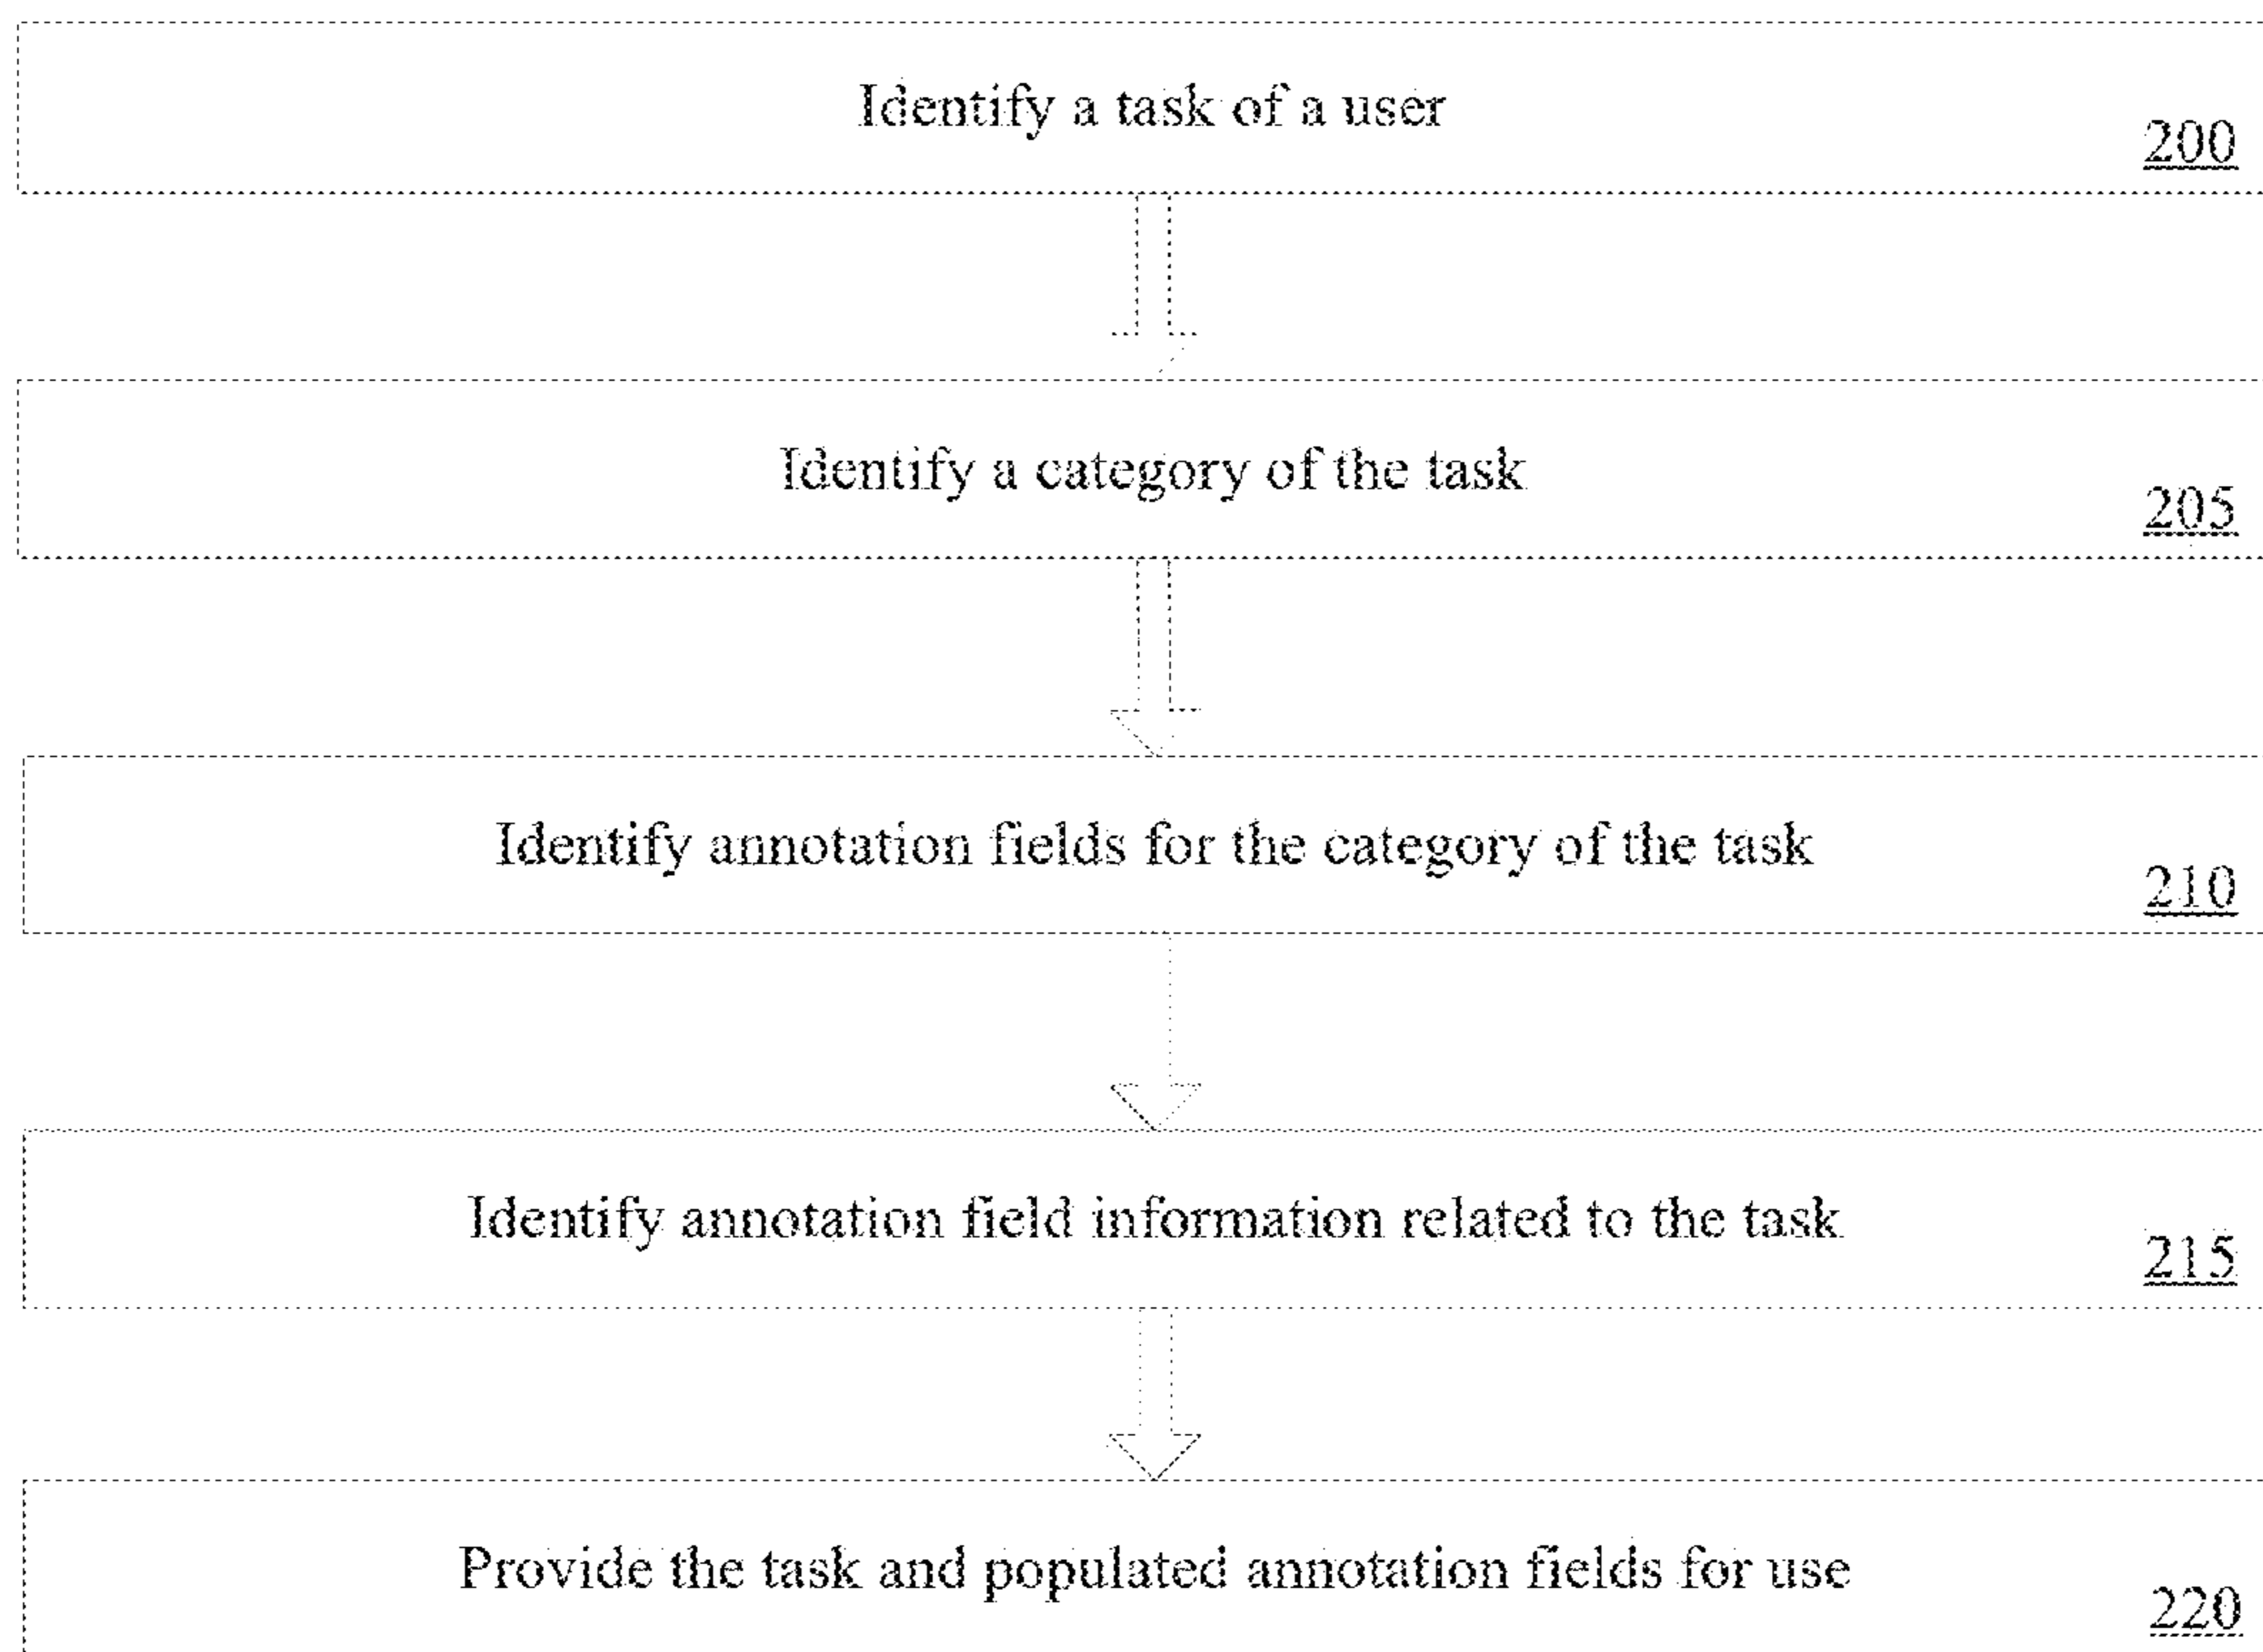 Identify a task of a user
200
Identify a category of the task
205
Identify annotation fields for the category of the task
210
Identify annotation field information related to the task
215
Provide the task and populated annotation fields for use
220